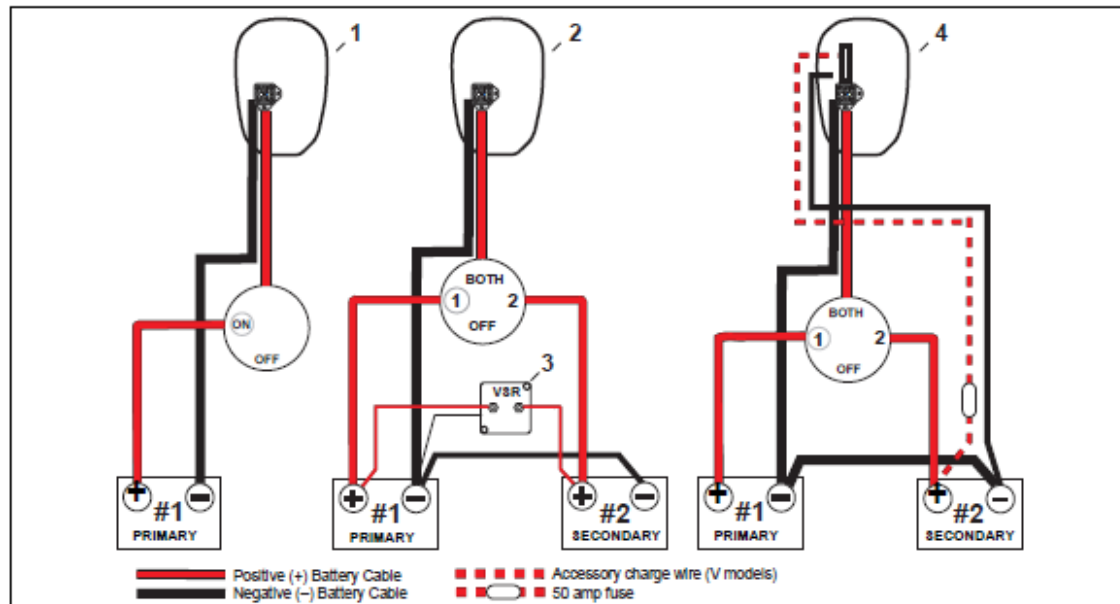 1
2
4
BOTH
1 2
OFF
ON
OFF
3
VSR
BOTH
1 2
OFF
+ −
#1
PRIMARY
+ −
#1
PRIMARY
+ −
#2
SECONDARY
+ −
#1
PRIMARY
+ −
#2
SECONDARY
Positive (+) Battery Cable
Negative (−) Battery Cable
Accessory charge wire (V models)
50 amp fuse